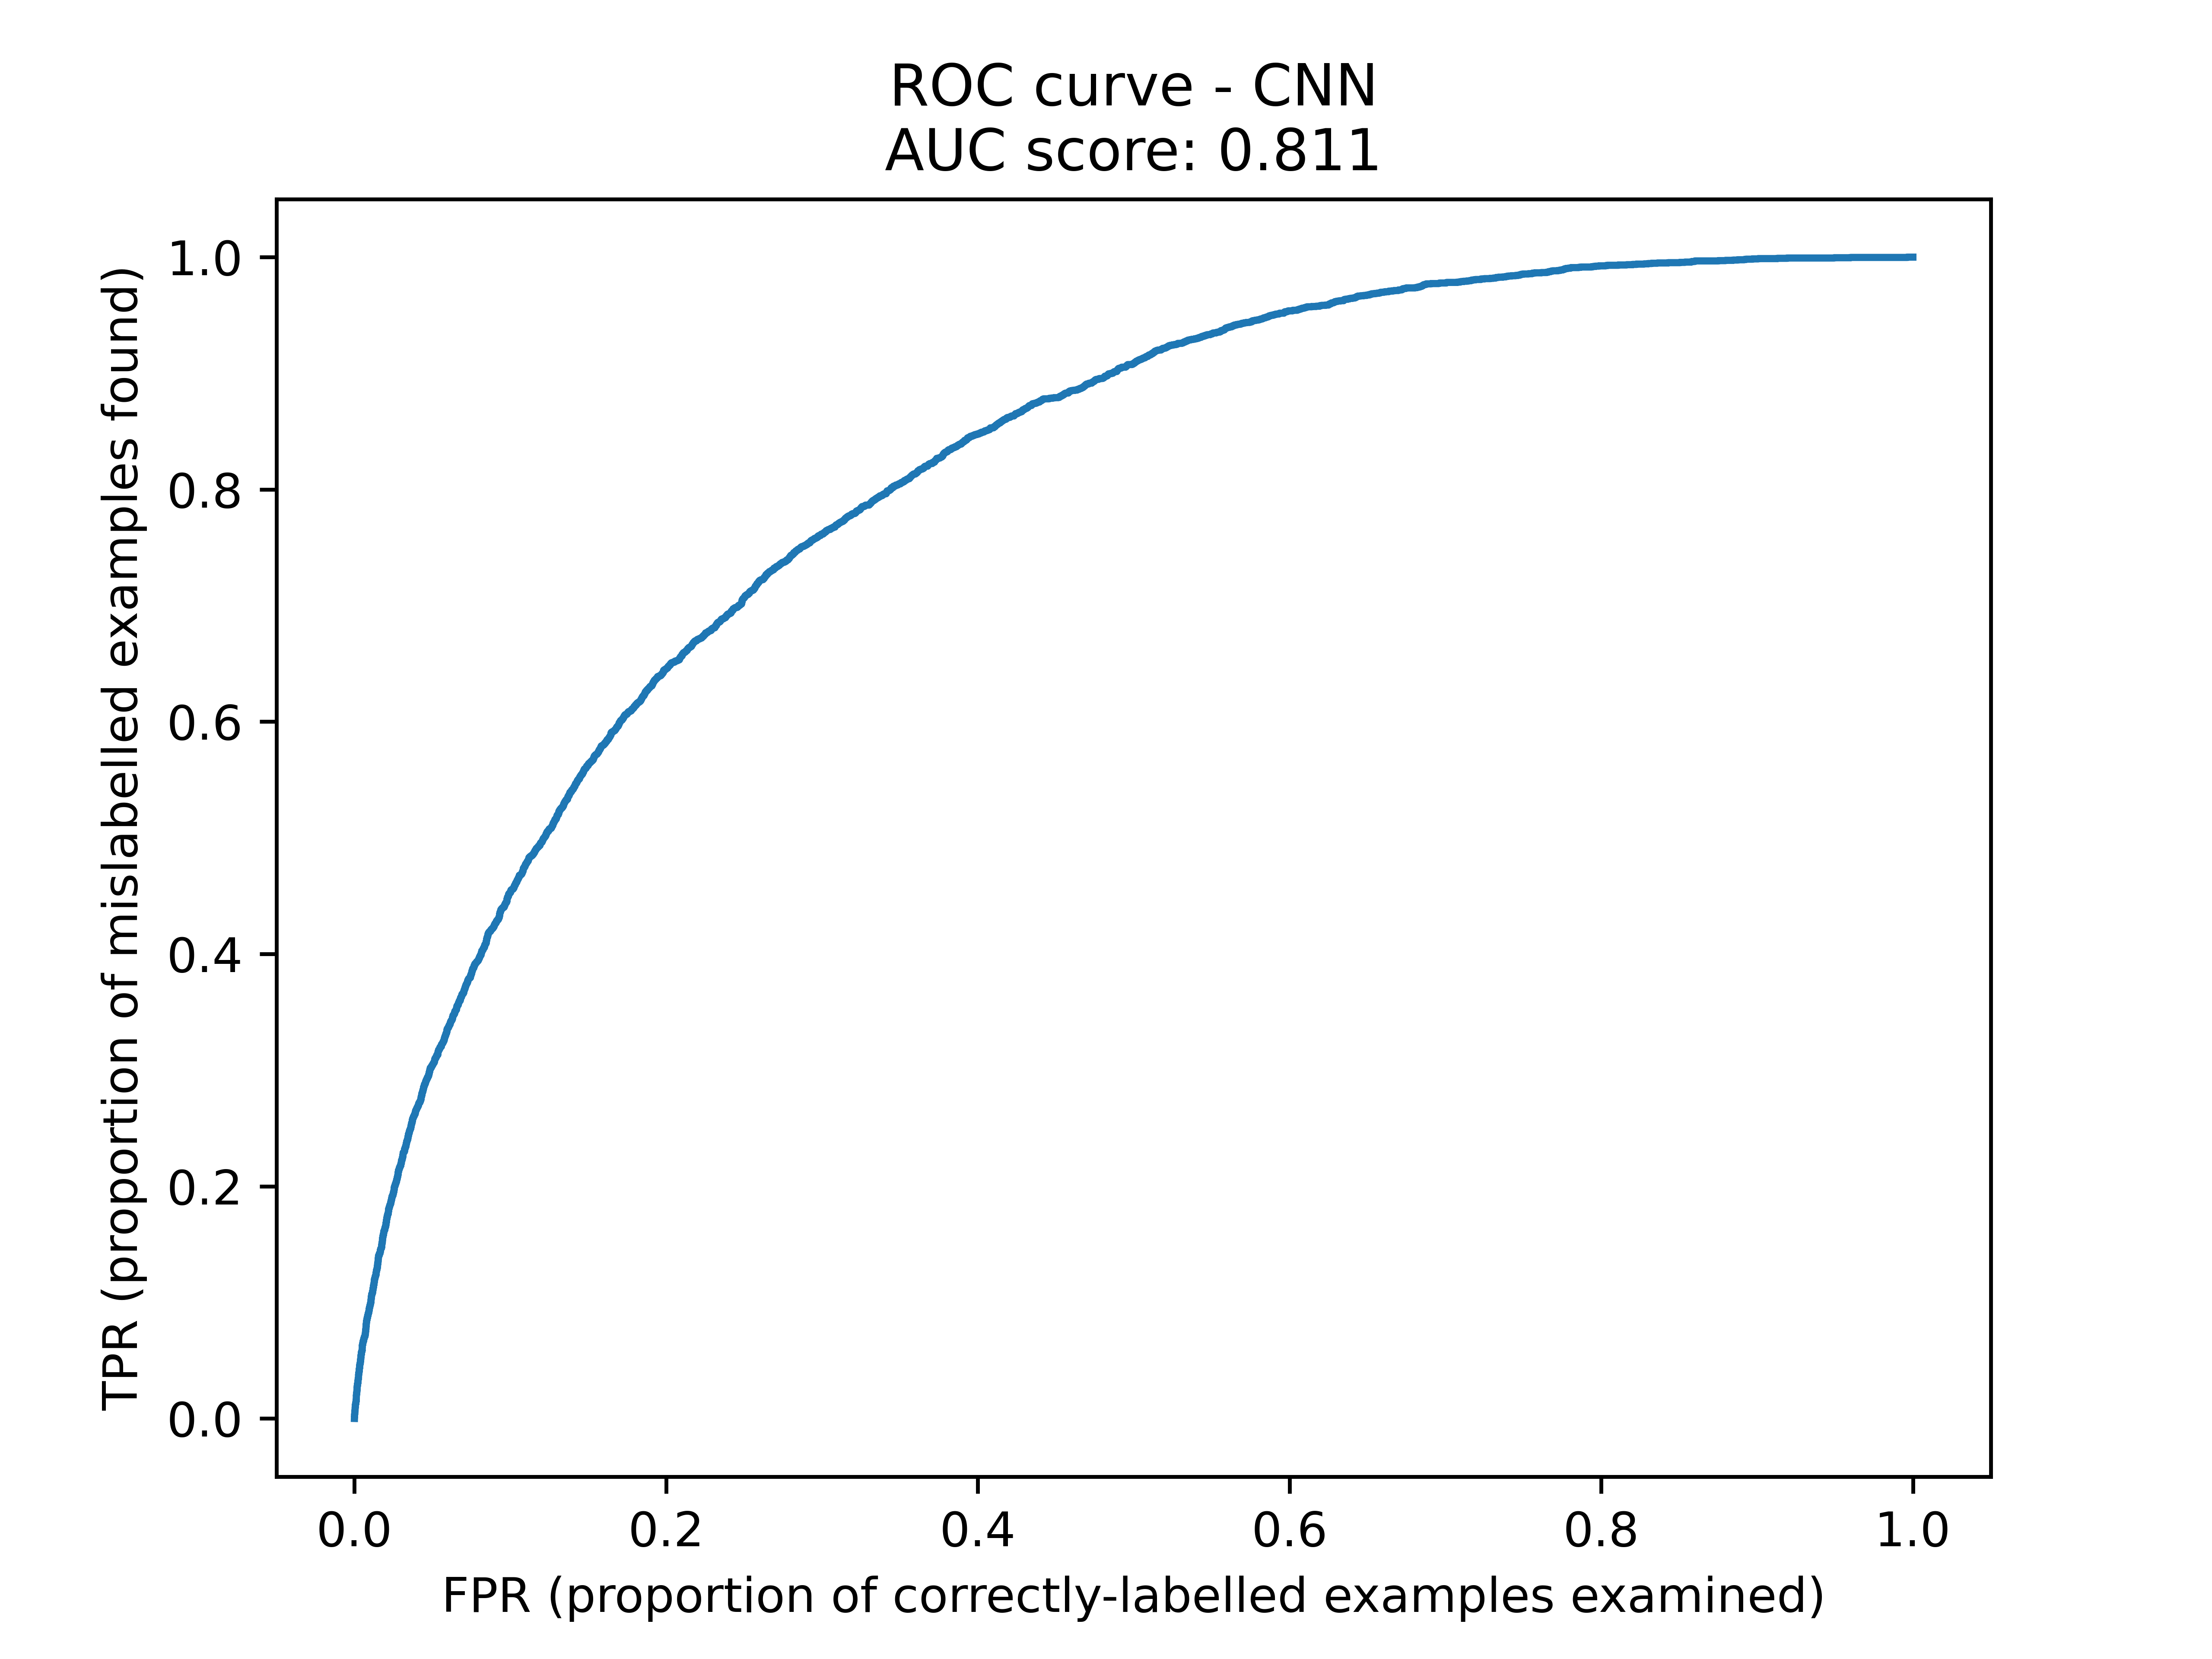 ROC curve - CNN
AUC score: 0.811
TPR (proportion of mislabelled examples found)
1.0
0.8
0.6
0.4
0.2
0.0
0.0 0.2 0.4 0.6 0.8 1.0
FPR (proportion of correctly-labelled examples examined)